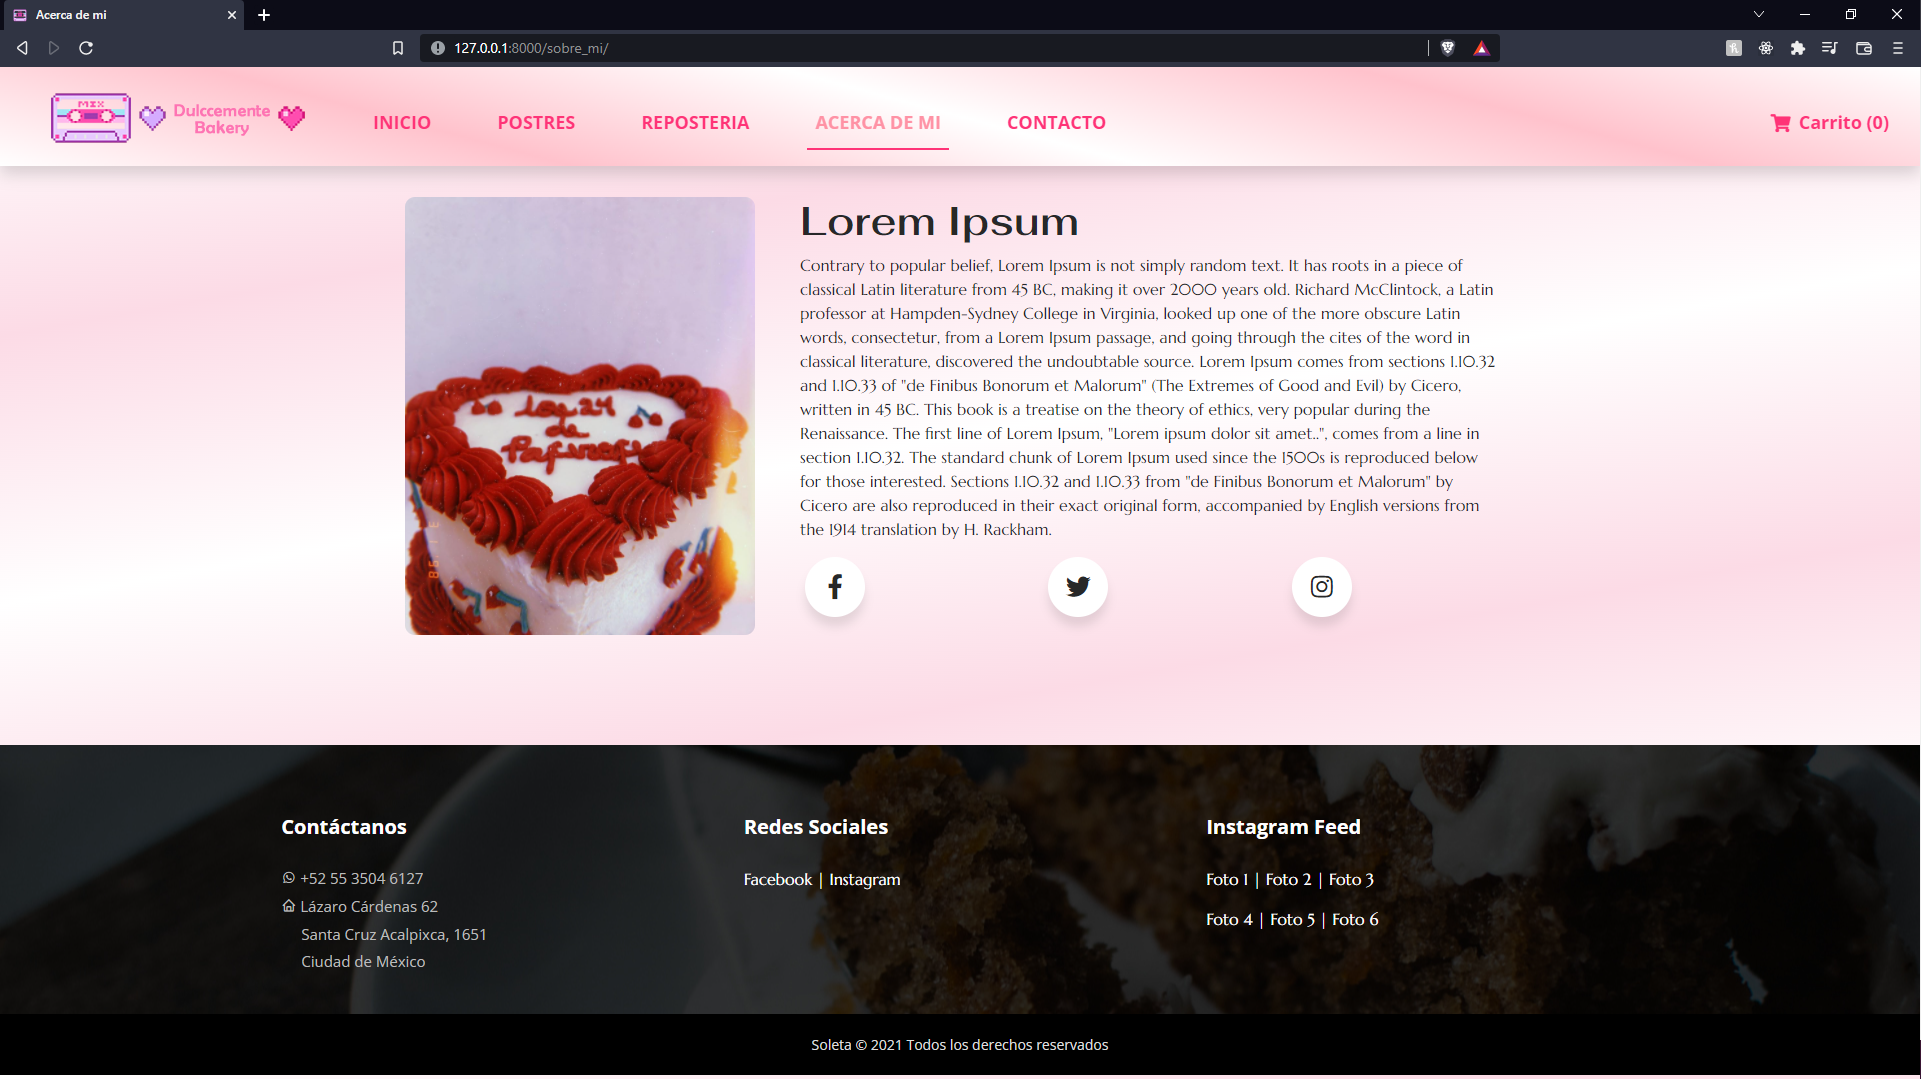 Acerca de mi
127.0.0.1:8000/sobre_mi/
MIX
Dulccemente
Bakery
INICIO
POSTRES
REPOSTERIA
ACERCA DE MI
CONTACTO
Carrito (0)
Lorem Ipsum
Contrary to popular belief, Lorem Ipsum is not simply random text. It has roots in a piece of
classical Latin literature from 45 BC, making it over 2000 years old. Richard McClintock, a Latin
professor at Hampden-Sydney College in Virginia, looked up one of the more obscure Latin
words, consectetur, from a Lorem Ipsum passage, and going through the cites of the word in
classical literature, discovered the undoubtable source. Lorem Ipsum comes from sections 1.10.32
and 1.10.33 of "de Finibus Bonorum et Malorum" (The Extremes of Good and Evil) by Cicero,
written in 45 BC. This book is a treatise on the theory of ethics, very popular during the
Renaissance. The first line of Lorem Ipsum, "Lorem ipsum dolor sit amet..", comes from a line in
section 1.10.32. The standard chunk of Lorem Ipsum used since the 1500s is reproduced below
for those interested. Sections 1.10.32 and 1.10.33 from "de Finibus Bonorum et Malorum" by
Cicero are also reproduced in their exact original form, accompanied by English versions from
the 1914 translation by H. Rackham.
Contáctanos
+52 55 3504 6127
Lázaro Cárdenas 62
Santa Cruz Acalpixca, 1651
Ciudad de México
Redes Sociales
Facebook | Instagram
Instagram Feed
Foto 1 | Foto 2 | Foto 3
Foto 4 | Foto 5 | Foto 6
Soleta © 2021 Todos los derechos reservados